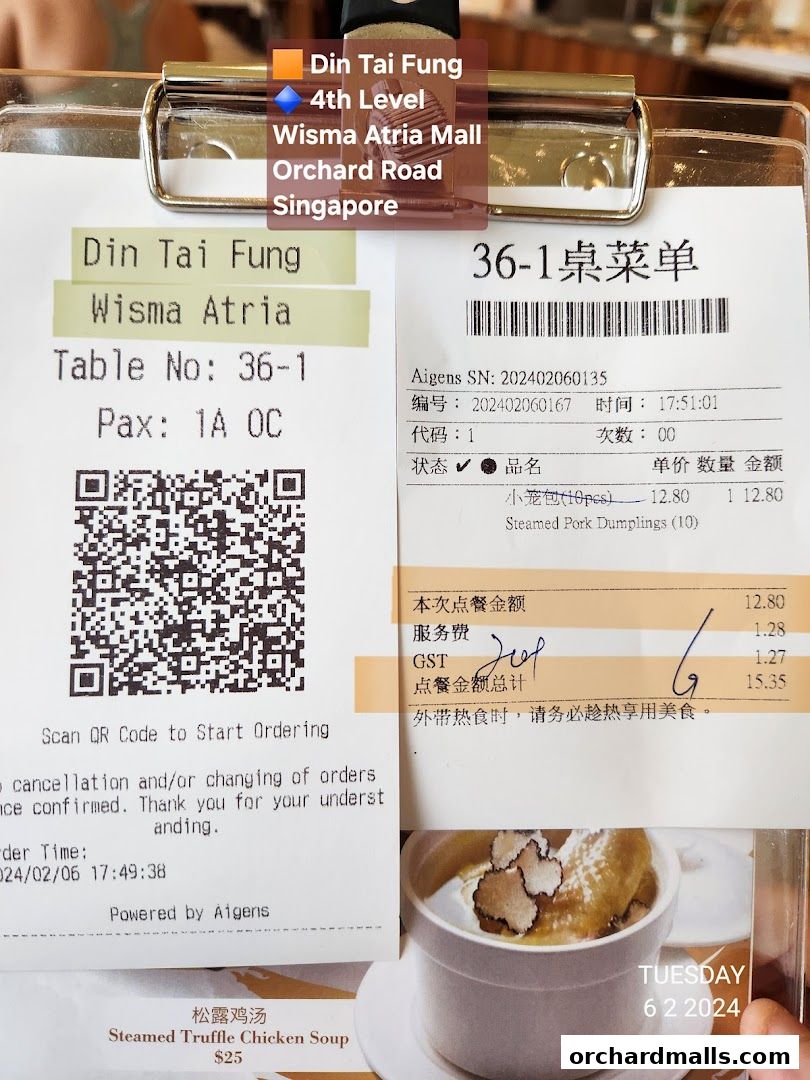 Din Tai Fung
4th Level
Wisma Atria Mall
Orchard Road
Singapore
Din Tai Fung
Wisma Atria
Table No: 36-1
Pax: 1A 0C
Scan QR Code to Start Ordering
cancellation and/or changing of orders
nce confirmed. Thank you for your underst
anding.
der Time:
024/02/06 17:49:38
Powered by Aigens
36-1桌菜单
Aigens SN: 202402060135
编号： 202402060167 时间： 17:51:01
代码：1 次数： 00
状态 ✔ ● 品名 单价 数量 金额
小笼包(10pcs) 12.80 1 12.80
Steamed Pork Dumplings (10)
本次点餐金额 12.80
服务费 1.28
GST 1.27
点餐金额总计 15.35
外带热食时，请务必趁热享用美食。
松露鸡汤
Steamed Truffle Chicken Soup
$25
TUESDAY
6 2 2024
orchardmalls.com